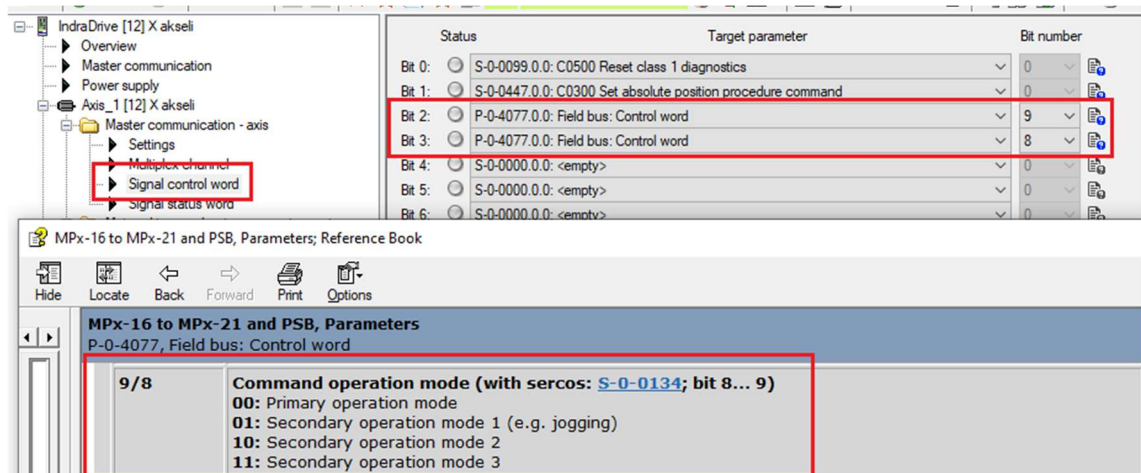 IndraDrive [12] X akseli
Overview
Master communication
Power supply
Axis_1 [12] X akseli
Master communication - axis
Settings
Multiplex channel
Signal control word
Signal status word
Status Target parameter Bit number
Bit 0: S-0-0099.0.0: C0500 Reset class 1 diagnostics 0
Bit 1: S-0-0447.0.0: C0300 Set absolute position procedure command 0
Bit 2: P-0-4077.0.0: Field bus: Control word 9
Bit 3: P-0-4077.0.0: Field bus: Control word 8
Bit 4: S-0-0000.0.0: <empty> 0
Bit 5: S-0-0000.0.0: <empty> 0
Bit 6: S-0-0000.0.0: <empty> 0
MPx-16 to MPx-21 and PSB, Parameters; Reference Book
Hide Locate Back Forward Print Options
MPx-16 to MPx-21 and PSB, Parameters
P-0-4077, Field bus: Control word
9/8 Command operation mode (with sercos: S-0-0134; bit 8... 9)
00: Primary operation mode
01: Secondary operation mode 1 (e.g. jogging)
10: Secondary operation mode 2
11: Secondary operation mode 3